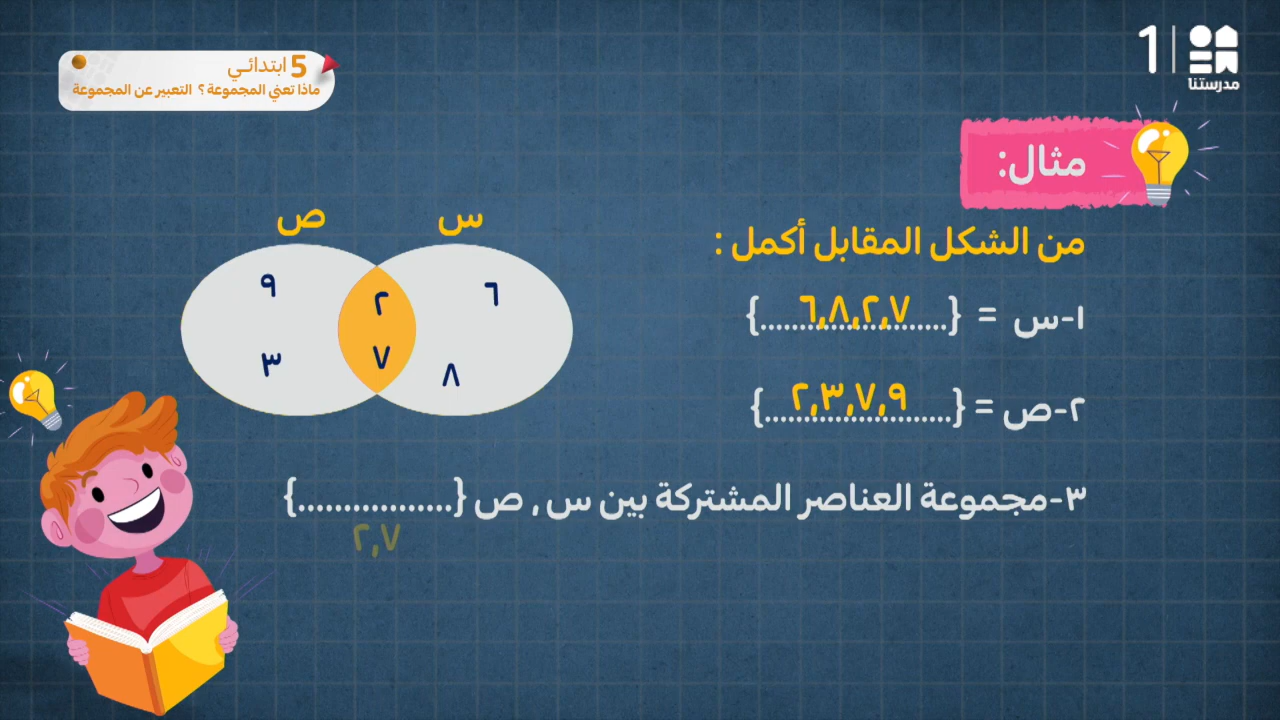 مدرستنا 1
5 ابتدائي
ماذا تعني المجموعة ؟ التعبير عن المجموعة
مثال:
من الشكل المقابل أكمل :
١-س = {٦,٨,٢,٧}
٢-ص = {٢,٣,٧,٩}
٣-مجموعة العناصر المشتركة بين س , ص {.................}
٢,٧
ص س
٩ ٢ ٦
٣ ٧ ٨